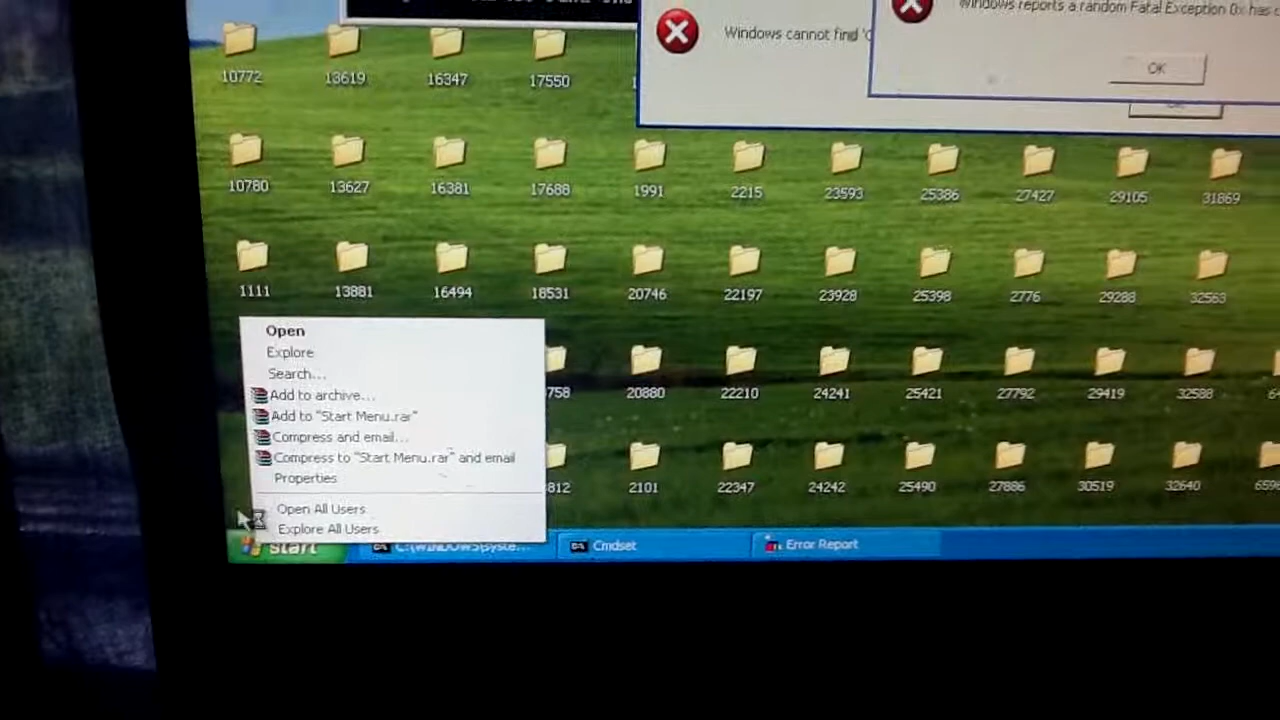 Windows reports a random Fatal Exception 0x has
Windows cannot find
OK
10772 13619 16347 17550
10780 13627 16381 17688 1991 2215 23593 25386 27427 29105 31869
1111 13881 16494 18531 20746 22197 23928 25398 2776 29288 32563
Open
Explore
Search...
Add to archive...
Add to "Start Menu.rar"
Compress and email...
Compress to "Start Menu.rar" and email
Properties
Open All Users
Explore All Users
758 20880 22210 24241 25421 27792 29419 32588
812 2101 22347 24242 25490 27886 30519 32640 6596
start C:\WINDOWS\syste... Cmdset Error Report